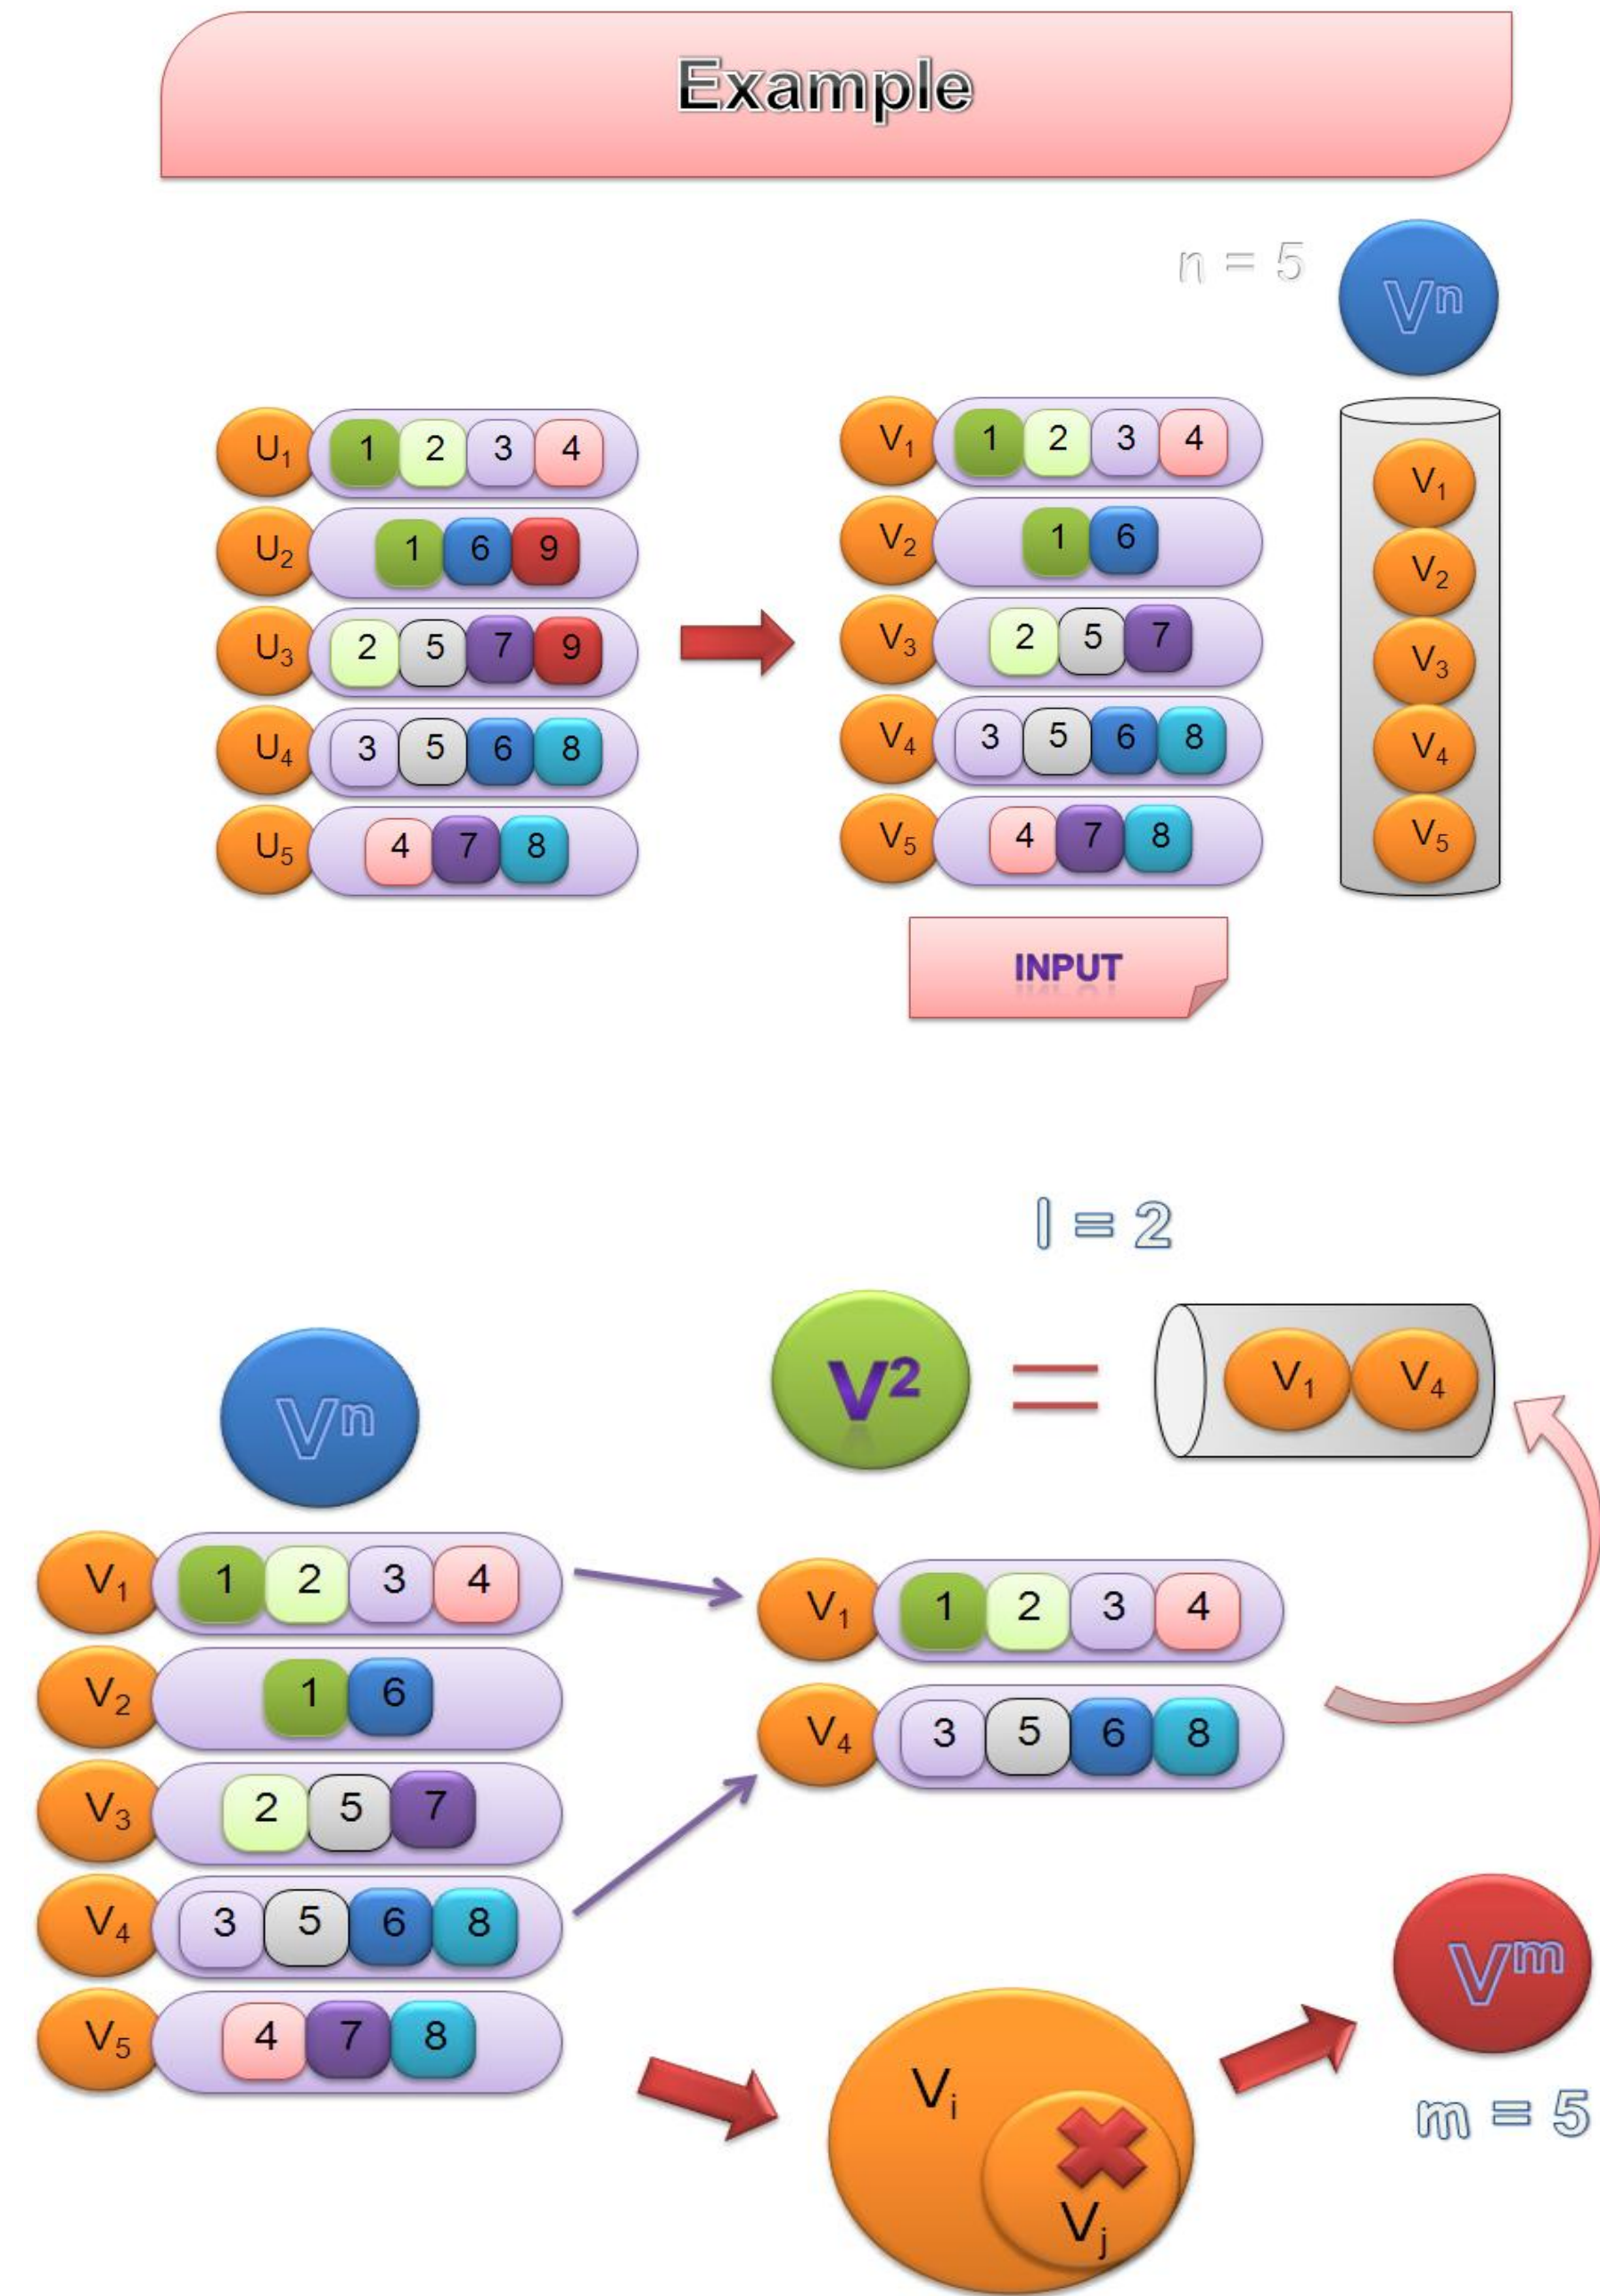 Example
n = 5
Vⁿ
U₁ 1 2 3 4
U₂ 1 6 9
U₃ 2 5 7 9
U₄ 3 5 6 8
U₅ 4 7 8
V₁ 1 2 3 4
V₂ 1 6
V₃ 2 5 7
V₄ 3 5 6 8
V₅ 4 7 8
V₁
V₂
V₃
V₄
V₅
INPUT
l = 2
V² = V₁ V₄
Vⁿ
V₁ 1 2 3 4
V₂ 1 6
V₃ 2 5 7
V₄ 3 5 6 8
V₅ 4 7 8
V₁ 1 2 3 4
V₄ 3 5 6 8
Vᵢ
Vⱼ
Vᵐ
m = 5